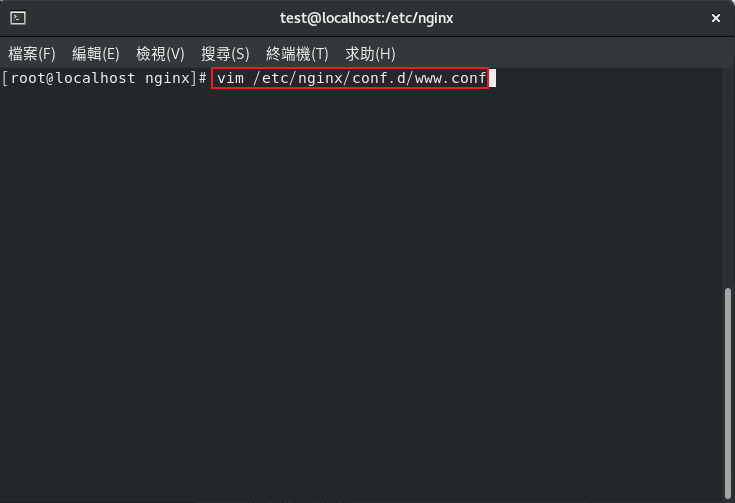 test@localhost:/etc/nginx
檔案(F) 編輯(E) 檢視(V) 搜尋(S) 終端機(T) 求助(H)
[root@localhost nginx]# vim /etc/nginx/conf.d/www.conf